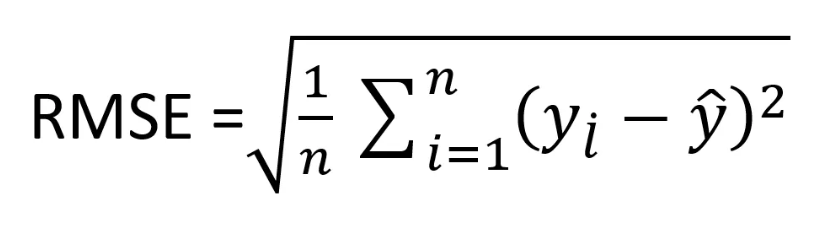 RMSE = √(1/n ∑ⁿᵢ₌₁ (yᵢ − ŷ)²)